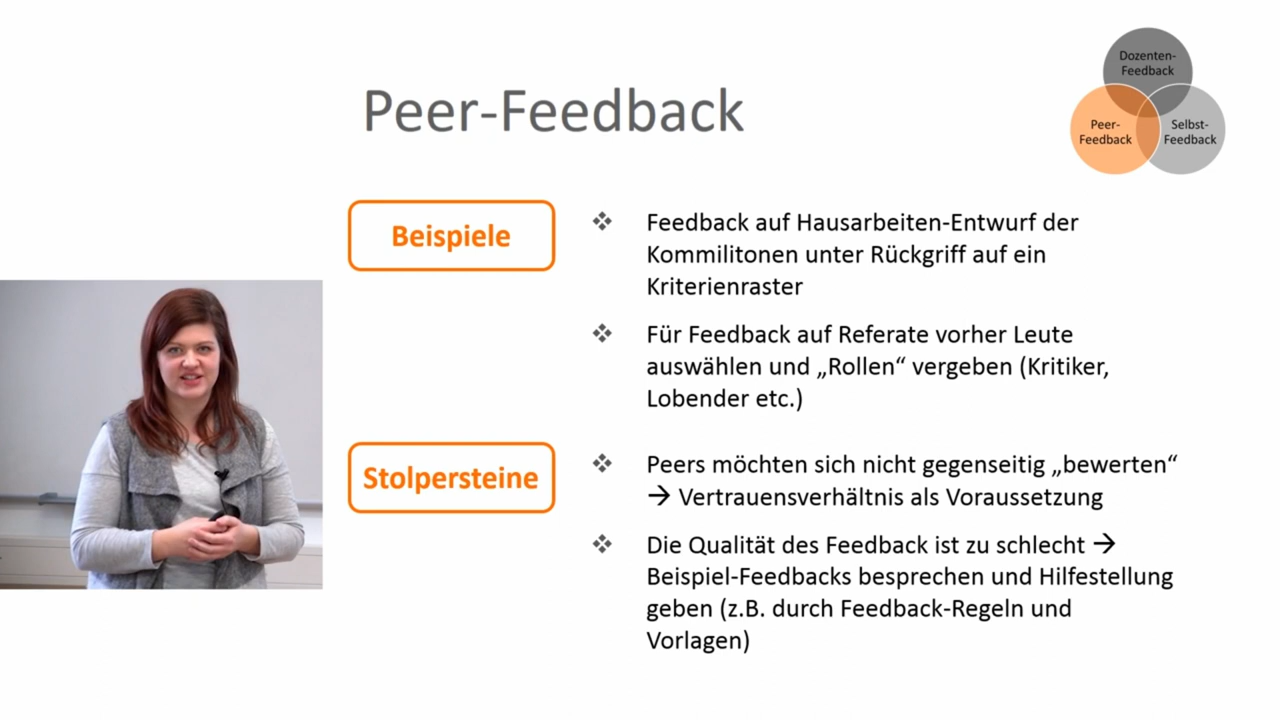 Peer-Feedback
Dozenten-
Feedback
Peer-
Feedback
Selbst-
Feedback
Beispiele
Feedback auf Hausarbeiten-Entwurf der
Kommilitonen unter Rückgriff auf ein
Kriterienraster
Für Feedback auf Referate vorher Leute
auswählen und „Rollen“ vergeben (Kritiker,
Lobender etc.)
Stolpersteine
Peers möchten sich nicht gegenseitig „bewerten“
→ Vertrauensverhältnis als Voraussetzung
Die Qualität des Feedback ist zu schlecht →
Beispiel-Feedbacks besprechen und Hilfestellung
geben (z.B. durch Feedback-Regeln und
Vorlagen)